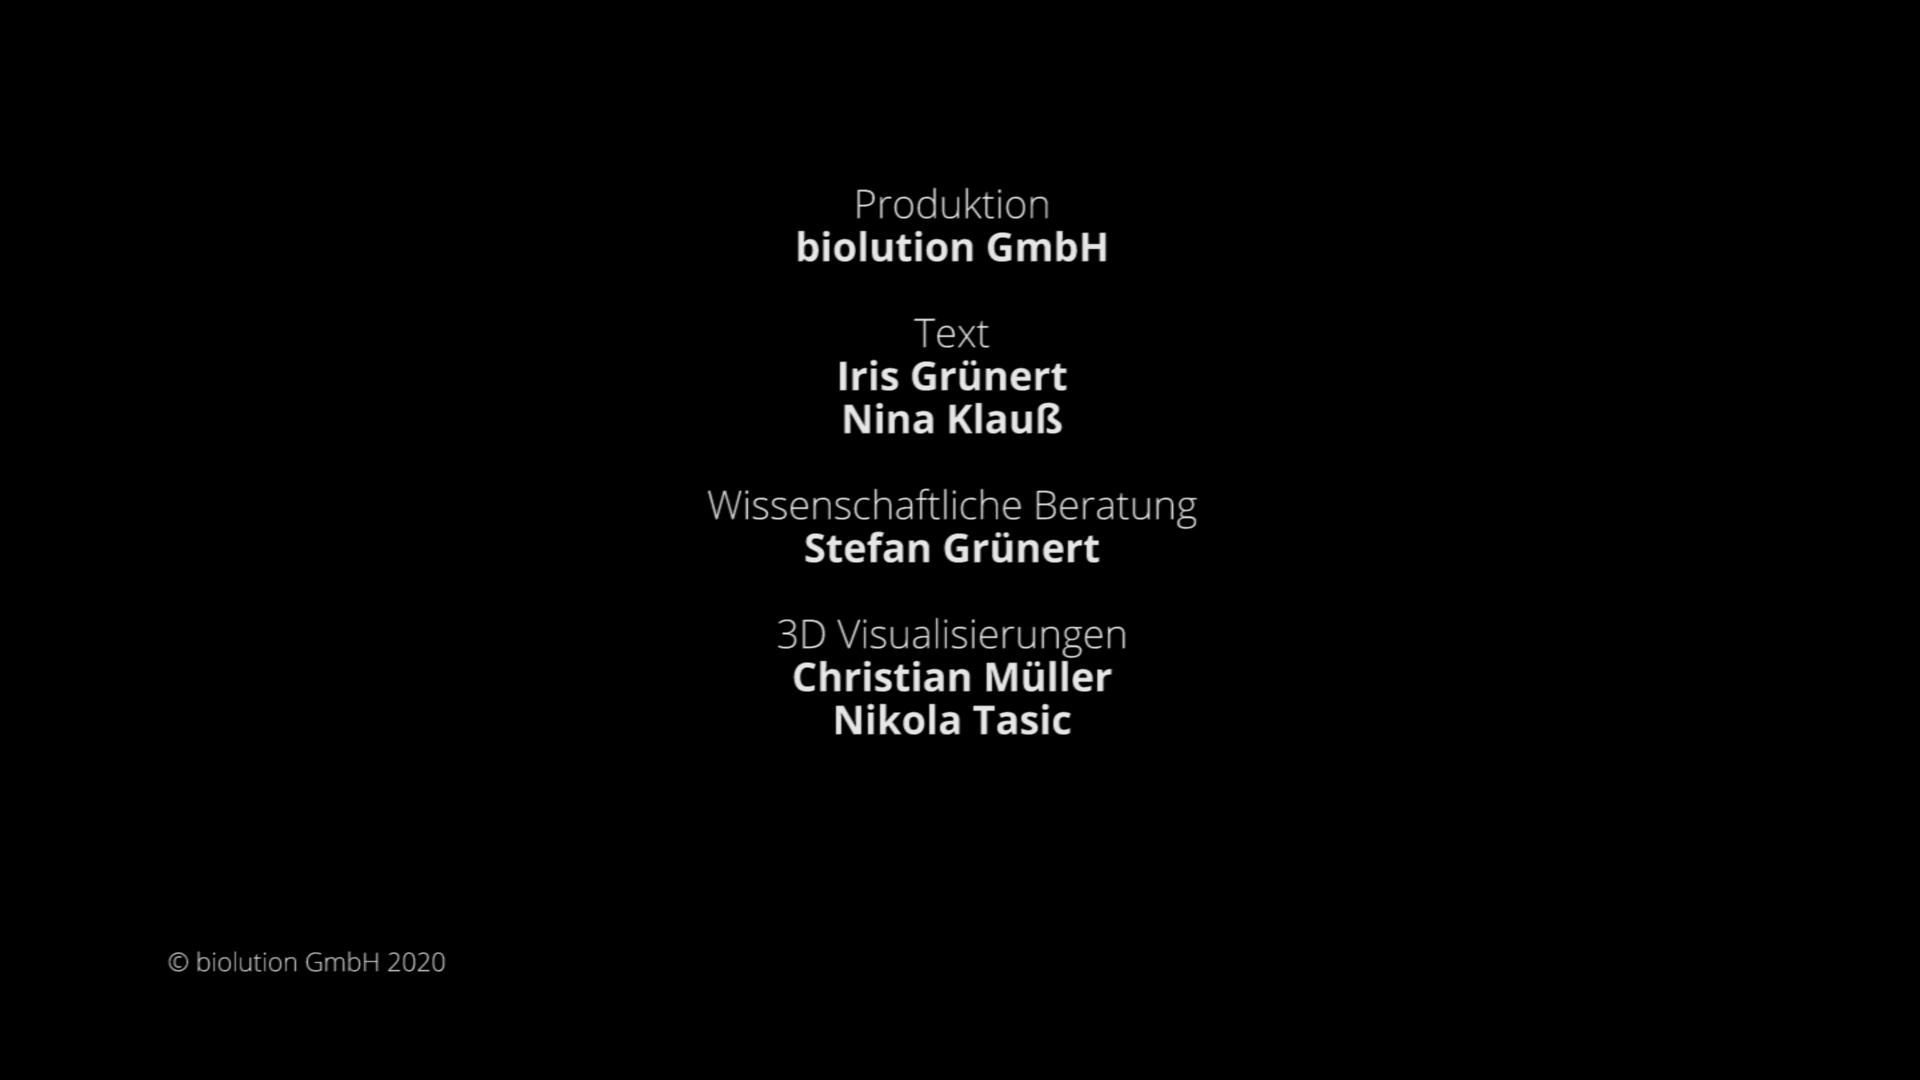 Produktion
biolution GmbH
Text
Iris Grünert
Nina Klauß
Wissenschaftliche Beratung
Stefan Grünert
3D Visualisierungen
Christian Müller
Nikola Tasic
© biolution GmbH 2020